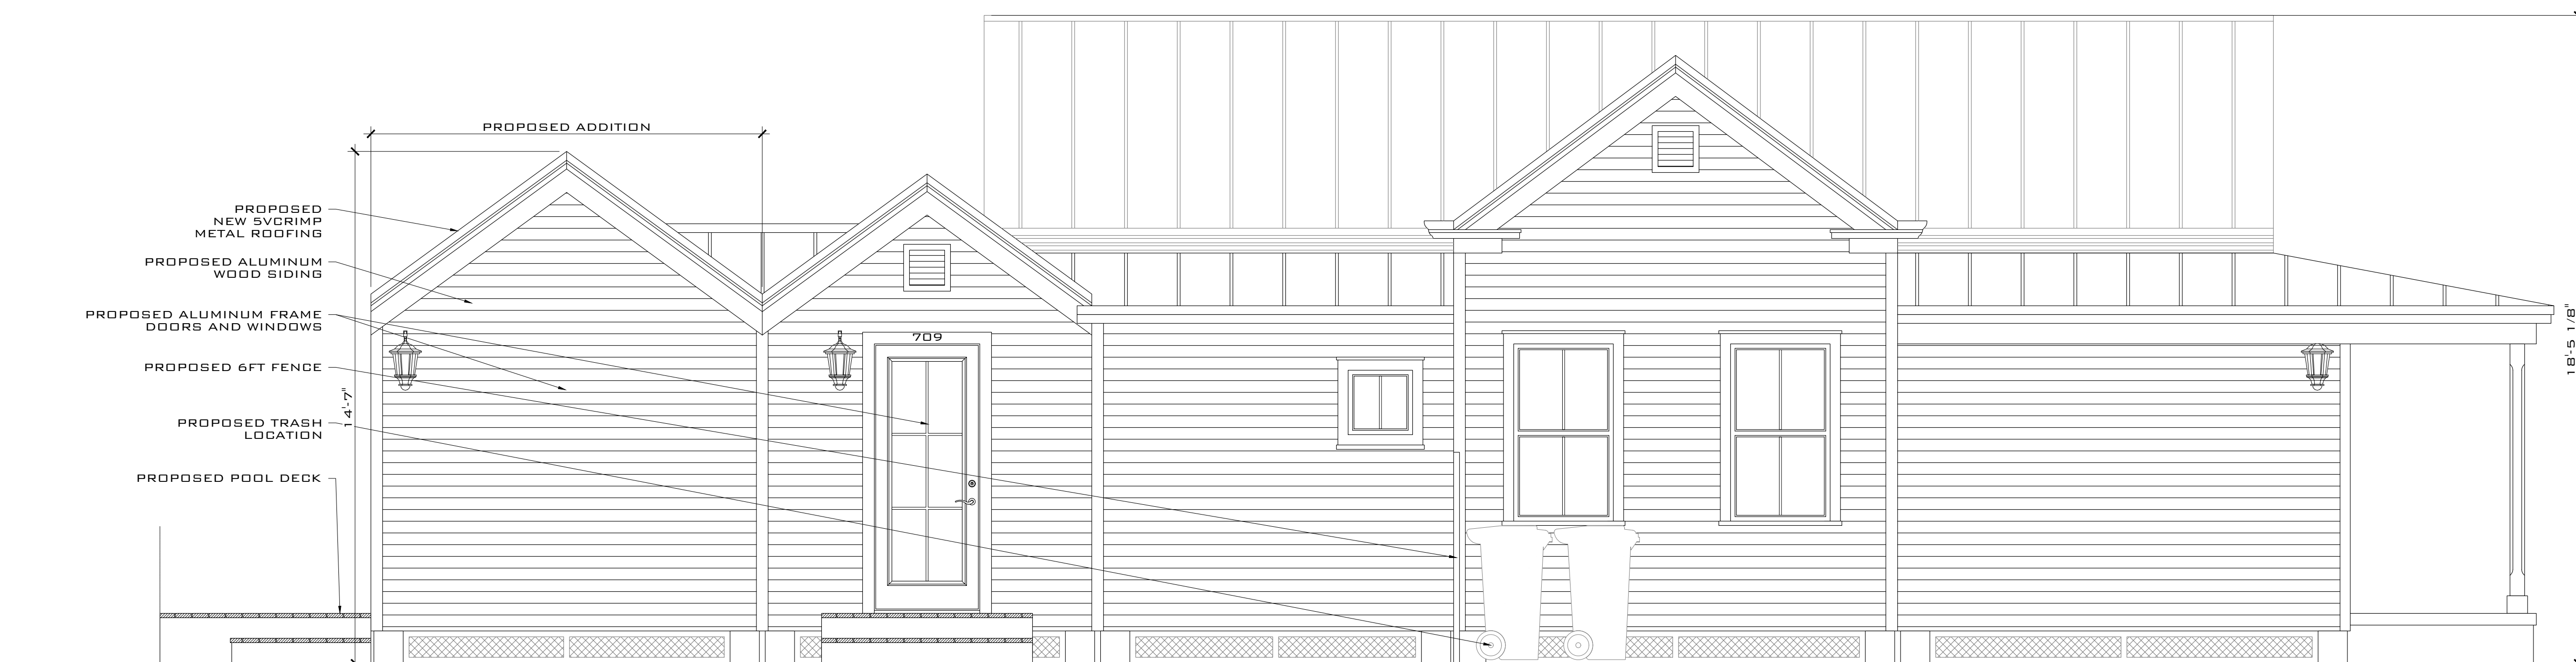 PROPOSED ADDITION
PROPOSED
NEW 5VCRIMP
METAL ROOFING
PROPOSED ALUMINUM
WOOD SIDING
PROPOSED ALUMINUM FRAME
DOORS AND WINDOWS
PROPOSED 6FT FENCE
PROPOSED TRASH
LOCATION
PROPOSED POOL DECK
14'-7"
709
18'-5 1/8"